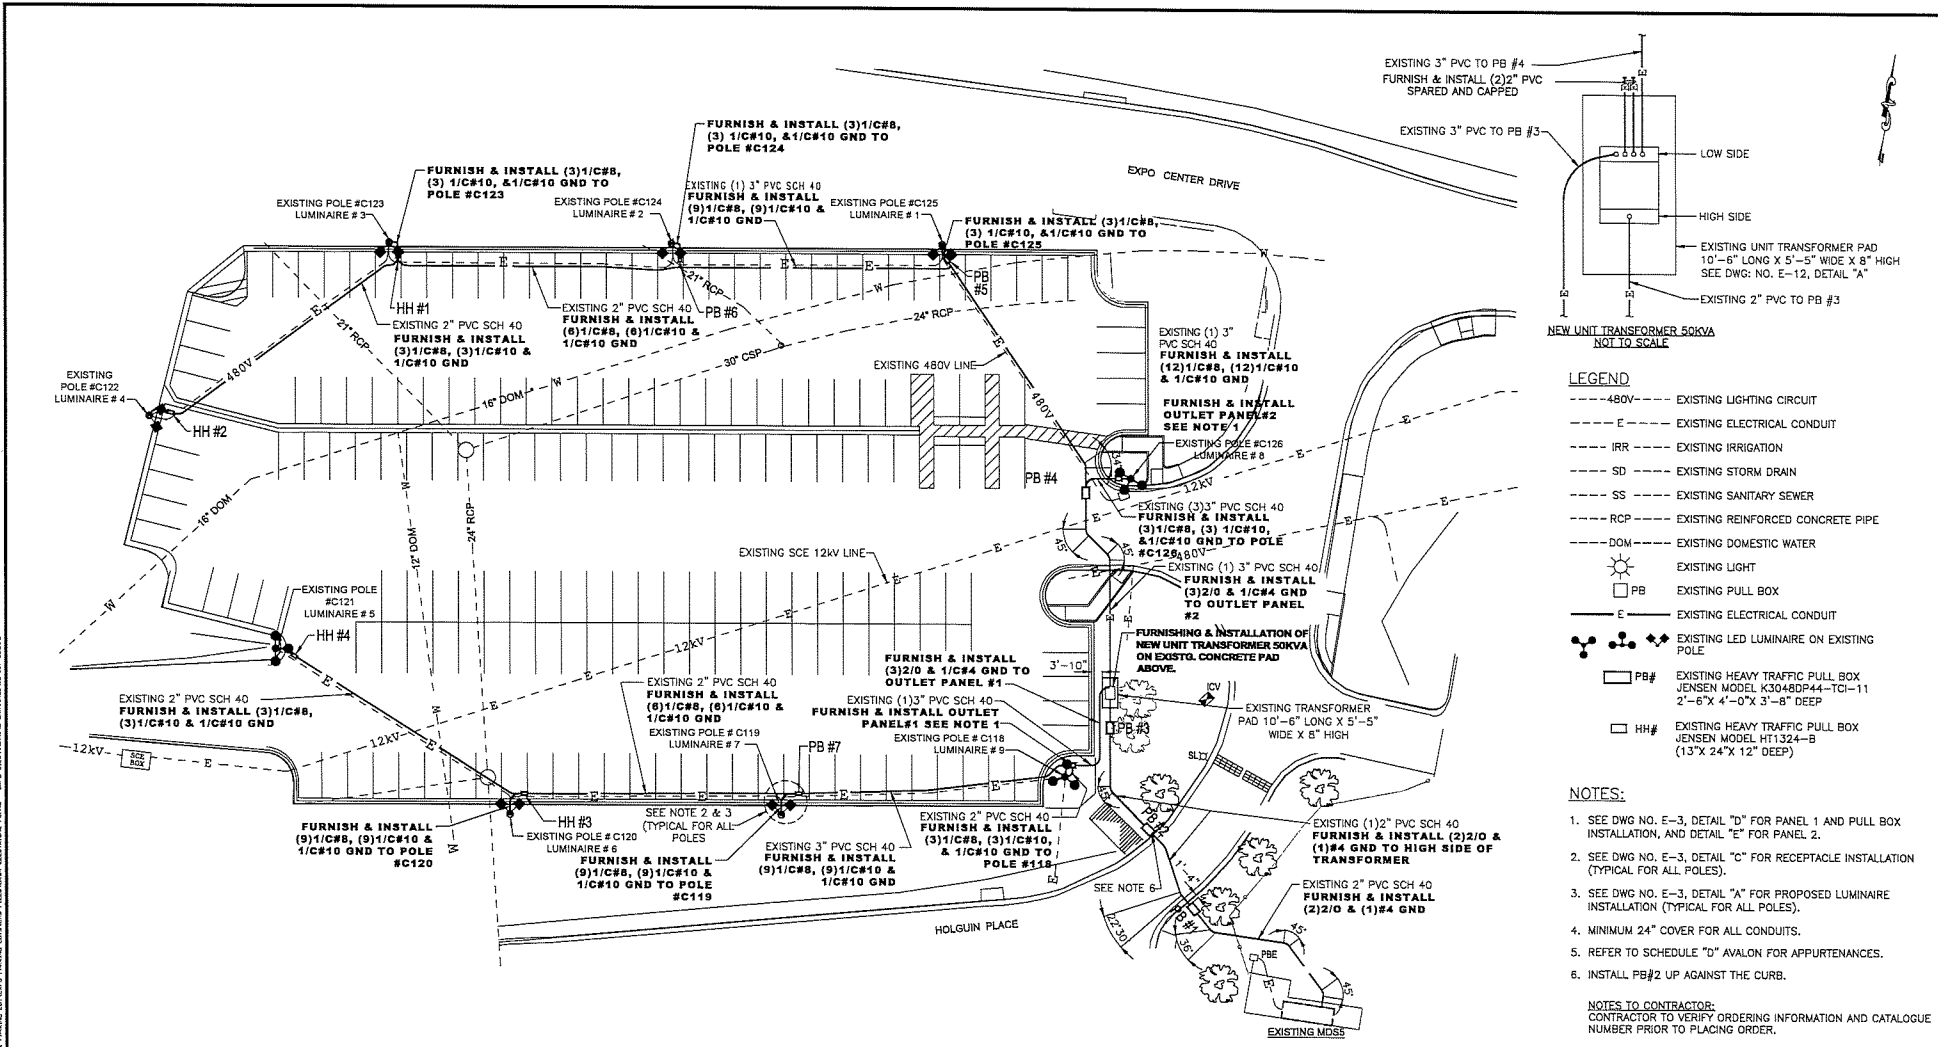 EXISTING 3" PVC TO PB #4
FURNISH & INSTALL (2)2" PVC
SPARED AND CAPPED
EXISTING 3" PVC TO PB #3
LOW SIDE
HIGH SIDE
EXISTING UNIT TRANSFORMER PAD
10'-6" LONG X 5'-5" WIDE X 8" HIGH
SEE DWG: NO. E-12, DETAIL "A"
EXISTING 2" PVC TO PB #3
NEW UNIT TRANSFORMER 50KVA
NOT TO SCALE
FURNISH & INSTALL (3)1/C#8,
(3) 1/C#10, &1/C#10 GND TO
POLE #C124
FURNISH & INSTALL (3)1/C#8,
(3) 1/C#10, &1/C#10 GND TO
POLE #C123
EXISTING (1) 3" PVC SCH 40
FURNISH & INSTALL
(9)1/C#8, (9)1/C#10 &
1/C#10 GND
EXISTING POLE #C123
LUMINAIRE # 3
EXISTING POLE #C124
LUMINAIRE # 2
EXISTING POLE #C125
LUMINAIRE # 1
FURNISH & INSTALL (3)1/C#8,
(3) 1/C#10, &1/C#10 GND TO
POLE #C125
EXPO CENTER DRIVE
HH #1
EXISTING 2" PVC SCH 40
FURNISH & INSTALL
(3)1/C#8, (3)1/C#10 &
1/C#10 GND
EXISTING 2" PVC SCH 40
FURNISH & INSTALL
(6)1/C#8, (6)1/C#10 &
1/C#10 GND
PB #6
PB
#5
21" RCP
21" RCP
24" RCP
30" CSP
16" DOM
480V
480V
EXISTING 480V LINE
EXISTING
POLE #C122
LUMINAIRE # 4
HH #2
EXISTING (1) 3"
PVC SCH 40
FURNISH & INSTALL
(12)1/C#8, (12)1/C#10
& 1/C#10 GND
FURNISH & INSTALL
OUTLET PANEL#2
SEE NOTE 1
EXISTING POLE #C126
LUMINAIRE # 8
PB #4
12kV
EXISTING (3)3" PVC SCH 40
FURNISH & INSTALL
(3)1/C#8, (3) 1/C#10,
&1/C#10 GND TO POLE
#C126
480V
EXISTING (1) 3" PVC SCH 40
FURNISH & INSTALL
(3)2/0 & 1/C#4 GND
TO OUTLET PANEL
#2
16" DOM
12" DOM
24" RCP
EXISTING SCE 12kV LINE
EXISTING POLE
#C121
LUMINAIRE # 5
HH #4
12kV
FURNISHING & INSTALLATION OF
NEW UNIT TRANSFORMER 50KVA
ON EXISTG. CONCRETE PAD
ABOVE.
FURNISH & INSTALL
(3)2/0 & 1/C#4 GND TO
OUTLET PANEL #1
3'-10"
EXISTING 2" PVC SCH 40
FURNISH & INSTALL (3)1/C#8,
(3)1/C#10 & 1/C#10 GND
EXISTING 2" PVC SCH 40
FURNISH & INSTALL
(6)1/C#8, (6)1/C#10 &
1/C#10 GND
EXISTING (1)3" PVC SCH 40
FURNISH & INSTALL OUTLET
PANEL#1 SEE NOTE 1
EXISTING POLE # C118
LUMINAIRE # 9
EXISTING POLE #C119
LUMINAIRE # 7
PB #7
ICV
EXISTING TRANSFORMER
PAD 10'-6" LONG X 5'-5"
WIDE X 8" HIGH
PB #3
SL
12kV
12kV
SCE
BOX
FURNISH & INSTALL
(9)1/C#8, (9)1/C#10 &
1/C#10 GND TO POLE
#C120
HH #3
EXISTING POLE # C120
LUMINAIRE # 6
SEE NOTE 2 & 3
(TYPICAL FOR ALL
POLES
FURNISH & INSTALL
(9)1/C#8, (9)1/C#10 &
1/C#10 GND TO POLE
#C119
EXISTING 3" PVC SCH 40
FURNISH & INSTALL
(9)1/C#8, (9)1/C#10 &
1/C#10 GND
EXISTING 2" PVC SCH 40
FURNISH & INSTALL
(3)1/C#8, (3)1/C#10,
& 1/C#10 GND TO
POLE #118
PB #2
EXISTING (1)2" PVC SCH 40
FURNISH & INSTALL (2)2/0 &
(1)#4 GND TO HIGH SIDE OF
TRANSFORMER
SEE NOTE 6
1'-4"
EXISTING 2" PVC SCH 40
FURNISH & INSTALL
(2)2/0 & (1)#4 GND
PB #1
22°30'
36°
45°
45°
PBE
HOLGUIN PLACE
EXISTING MDS5
LEGEND
480V EXISTING LIGHTING CIRCUIT
E EXISTING ELECTRICAL CONDUIT
IRR EXISTING IRRIGATION
SD EXISTING STORM DRAIN
SS EXISTING SANITARY SEWER
RCP EXISTING REINFORCED CONCRETE PIPE
DOM EXISTING DOMESTIC WATER
EXISTING LIGHT
PB EXISTING PULL BOX
E EXISTING ELECTRICAL CONDUIT
EXISTING LED LUMINAIRE ON EXISTING
POLE
PB# EXISTING HEAVY TRAFFIC PULL BOX
JENSEN MODEL K3048DP44-TCI-11
2'-6"X 4'-0"X 3'-8" DEEP
HH# EXISTING HEAVY TRAFFIC PULL BOX
JENSEN MODEL HT1324-B
(13"X 24"X 12" DEEP)
NOTES:
1. SEE DWG NO. E-3, DETAIL "D" FOR PANEL 1 AND PULL BOX
INSTALLATION, AND DETAIL "E" FOR PANEL 2.
2. SEE DWG NO. E-3, DETAIL "C" FOR RECEPTACLE INSTALLATION
(TYPICAL FOR ALL POLES).
3. SEE DWG NO. E-3, DETAIL "A" FOR PROPOSED LUMINAIRE
INSTALLATION (TYPICAL FOR ALL POLES).
4. MINIMUM 24" COVER FOR ALL CONDUITS.
5. REFER TO SCHEDULE "D" AVALON FOR APPURTENANCES.
6. INSTALL PB#2 UP AGAINST THE CURB.
NOTES TO CONTRACTOR:
CONTRACTOR TO VERIFY ORDERING INFORMATION AND CATALOGUE
NUMBER PRIOR TO PLACING ORDER.